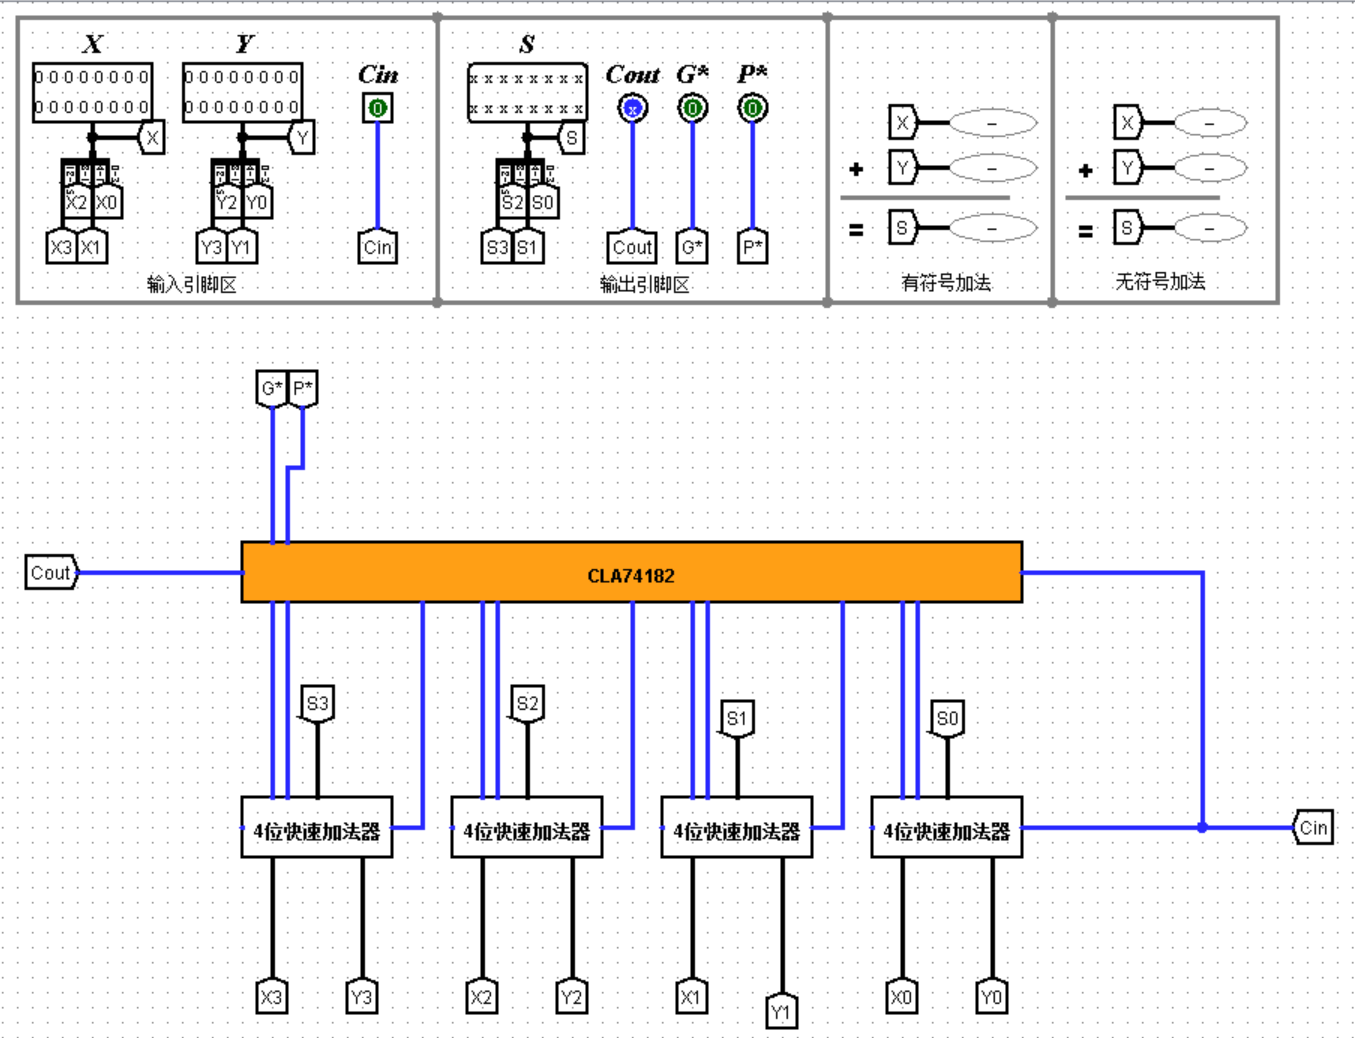 X Y Cin
00000000 00000000 0
00000000 00000000
X Y
X2 X0 Y2 Y0
X3 X1 Y3 Y1 Cin
输入引脚区
S Cout G* P*
xxxxxxxx x 0 0
xxxxxxxx
S
S2 S0
S3 S1 Cout G* P*
输出引脚区
X -
+ Y -
= S -
有符号加法
X -
+ Y -
= S -
无符号加法
G* P*
Cout CLA74182
S3 S2 S1 S0
4位快速加法器 4位快速加法器 4位快速加法器 4位快速加法器 Cin
X3 Y3 X2 Y2 X1 Y1 X0 Y0